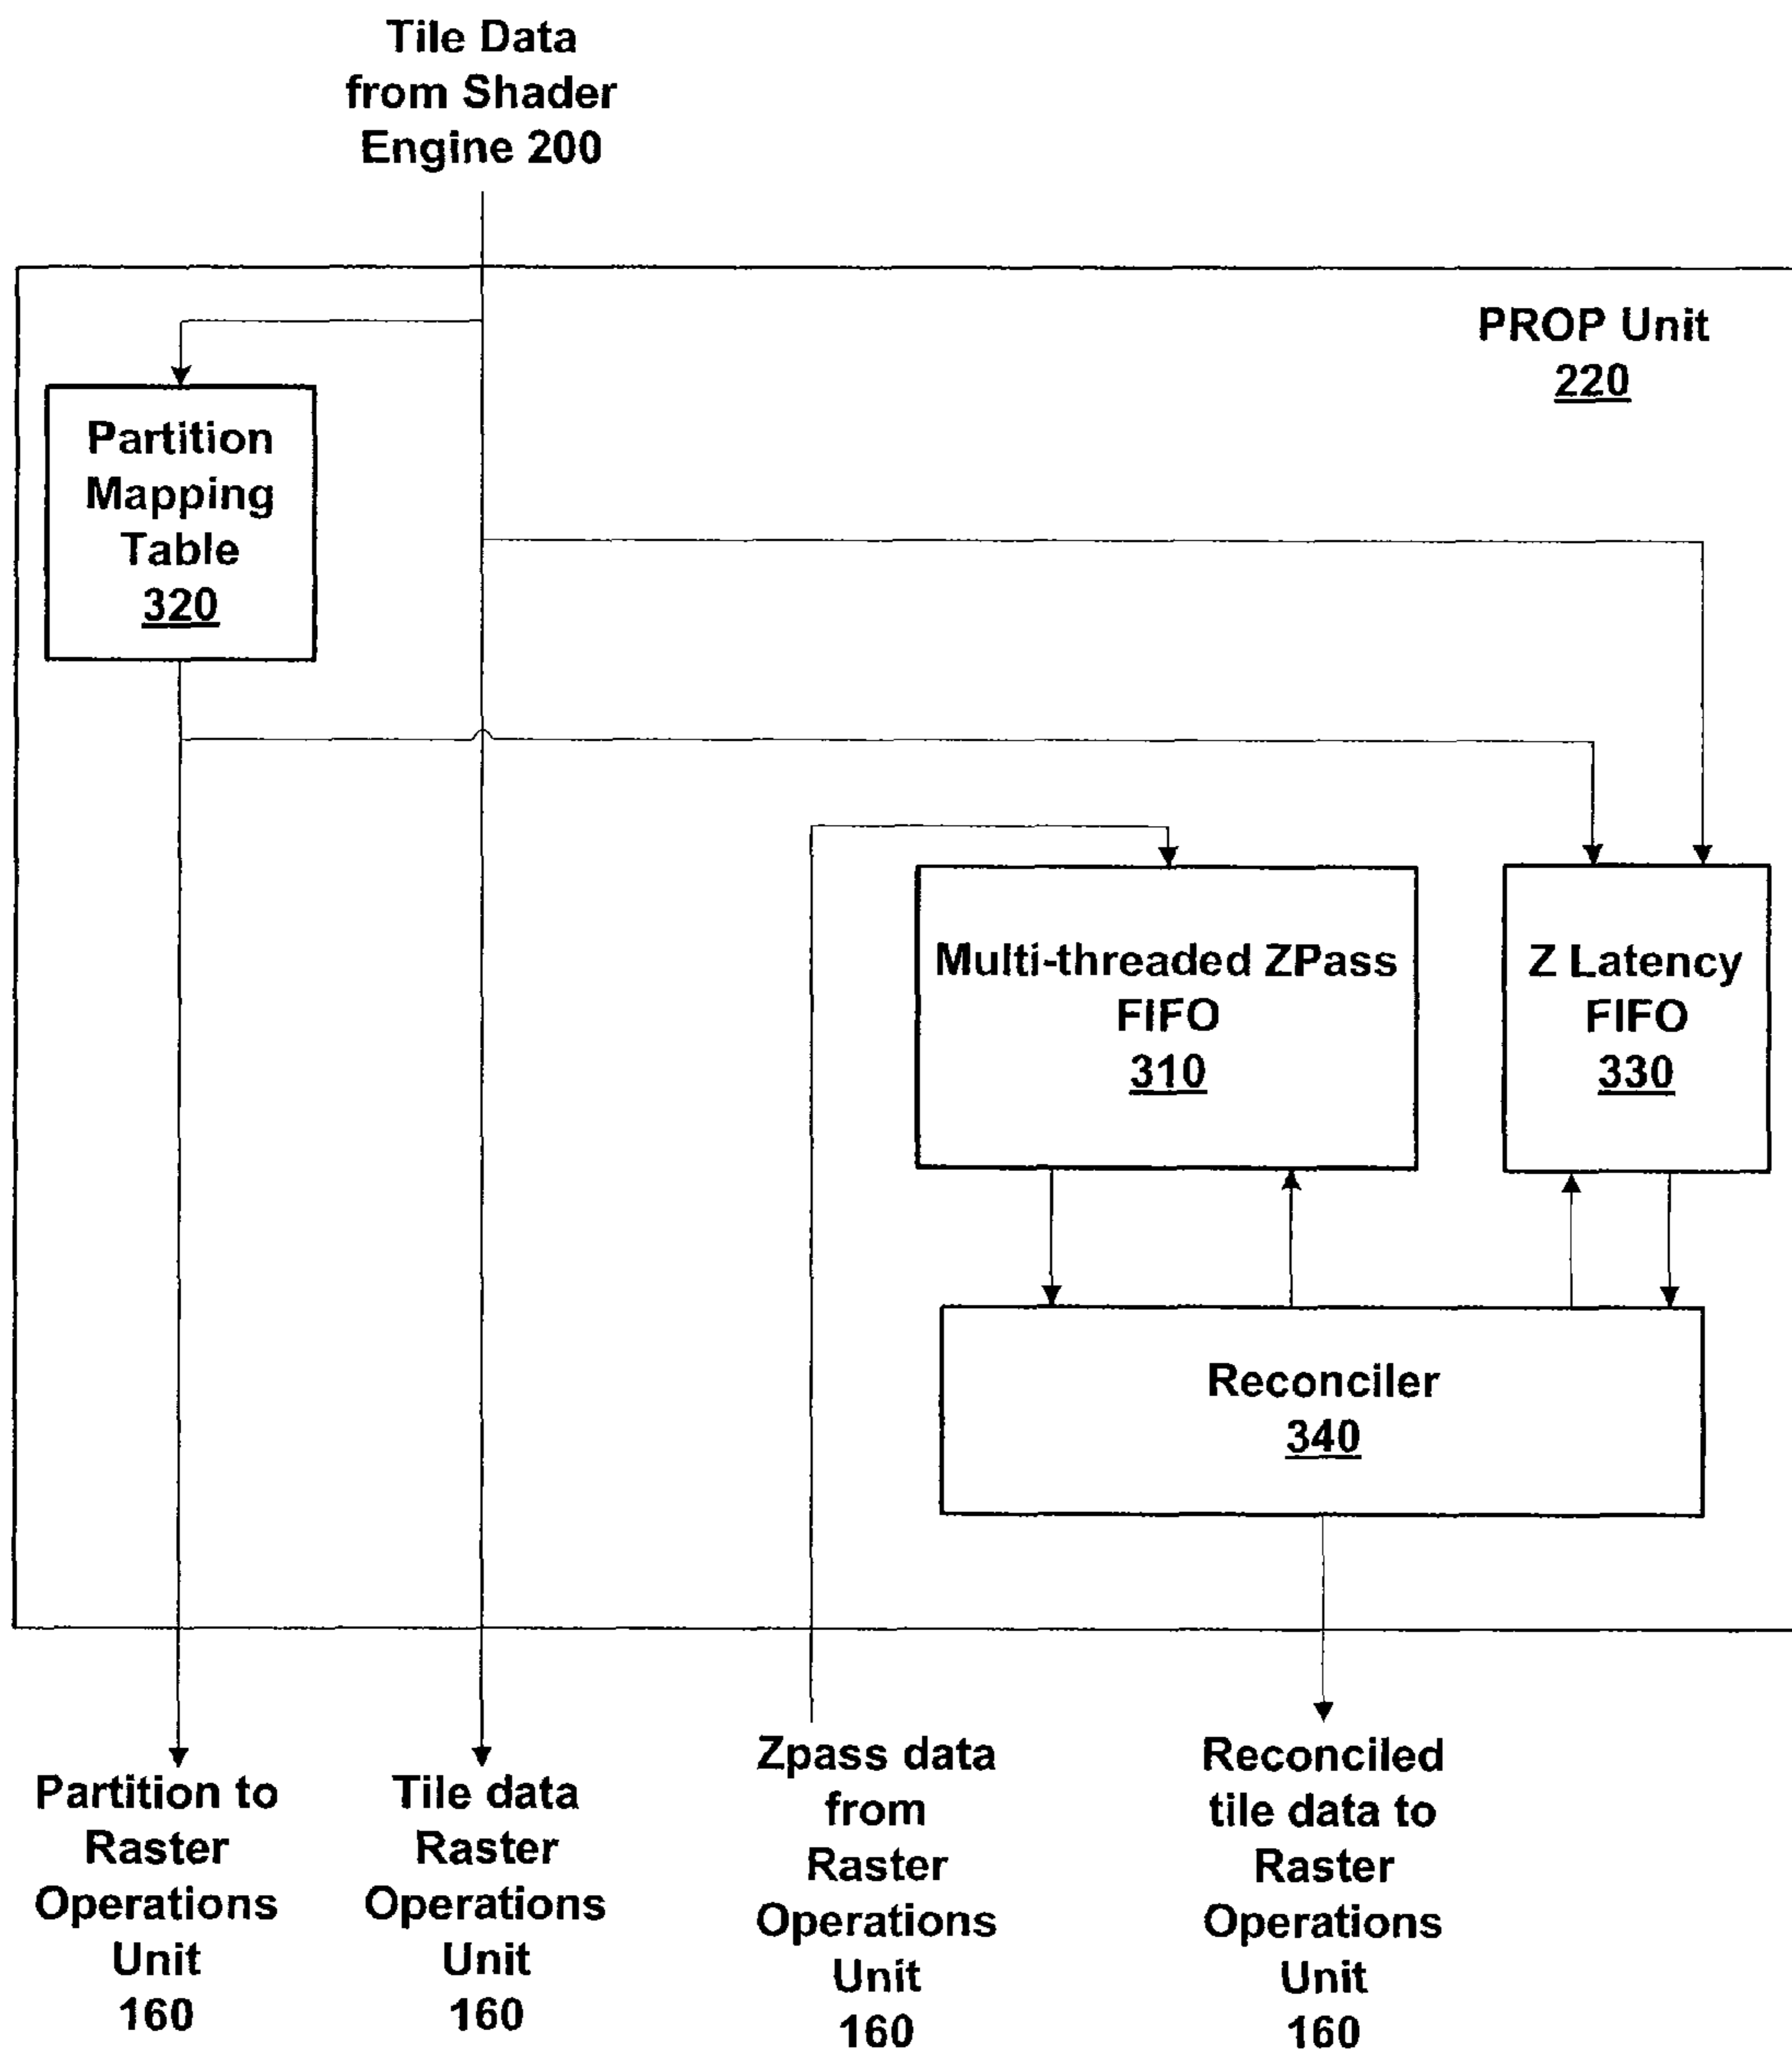 Tile Data
from Shader
Engine 200
PROP Unit
220
Partition
Mapping
Table
320
Multi-threaded ZPass
FIFO
310
Z Latency
FIFO
330
Reconciler
340
Partition to
Raster
Operations
Unit
160
Tile data
Raster
Operations
Unit
160
Zpass data
from
Raster
Operations
Unit
160
Reconciled
tile data to
Raster
Operations
Unit
160